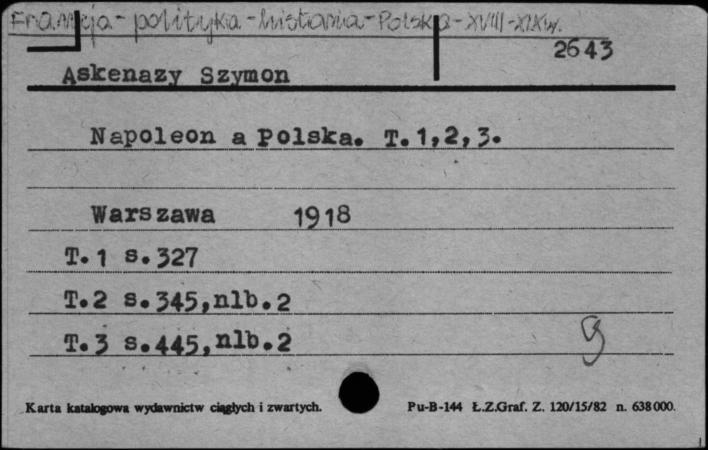 Francja - polityka - historia - Polska - XVIII - XIX w.
2643
Askenazy Szymon
Napoleon a Polska. T.1,2,3.
Warszawa 1918
T.1 s.327
T.2 s.345,nlb.2
T.3 s.445,nlb.2
Karta katalogowa wydawnictw ciągłych i zwartych. Pu-B-144 Ł.Z.Graf. Z. 120/15/82 n. 638 000.